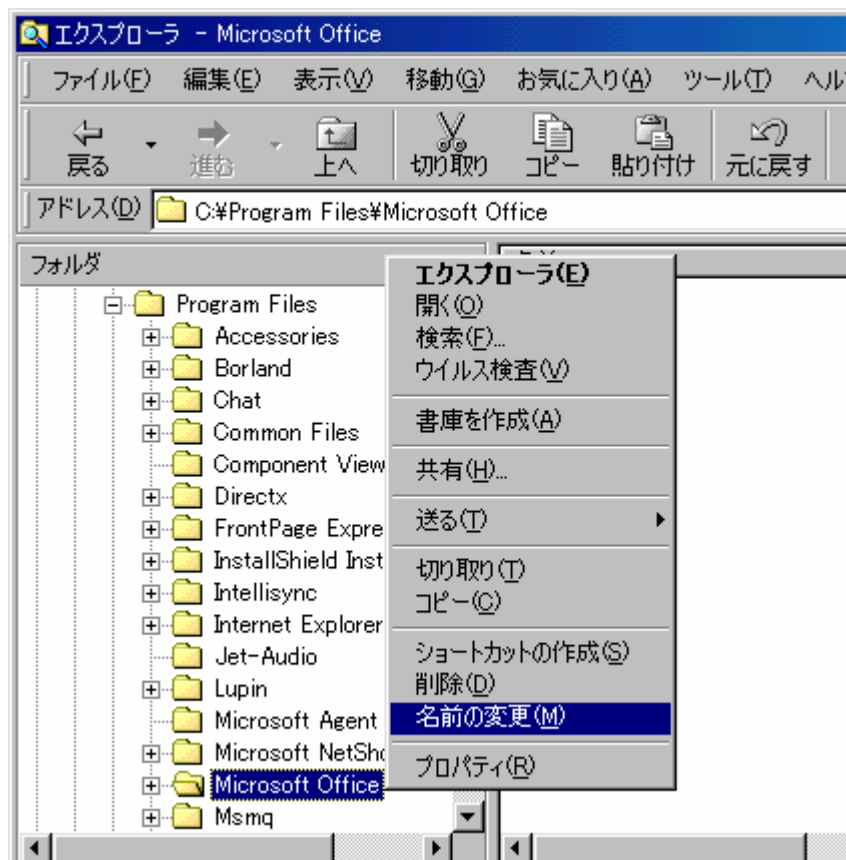 エクスプローラ - Microsoft Office
ファイル(F) 編集(E) 表示(V) 移動(G) お気に入り(A) ツール(T) ヘル
戻る 進む 上へ 切り取り コピー 貼り付け 元に戻す
アドレス(D) C:¥Program Files¥Microsoft Office
フォルダ
Program Files
Accessories
Borland
Chat
Common Files
Component View
Directx
FrontPage Expre
InstallShield Inst
Intellisync
Internet Explorer
Jet-Audio
Lupin
Microsoft Agent
Microsoft NetSho
Microsoft Office
Msmq
エクスプローラ(E)
開く(O)
検索(F)...
ウイルス検査(V)
書庫を作成(A)
共有(H)...
送る(T)
切り取り(T)
コピー(C)
ショートカットの作成(S)
削除(D)
名前の変更(M)
プロパティ(R)